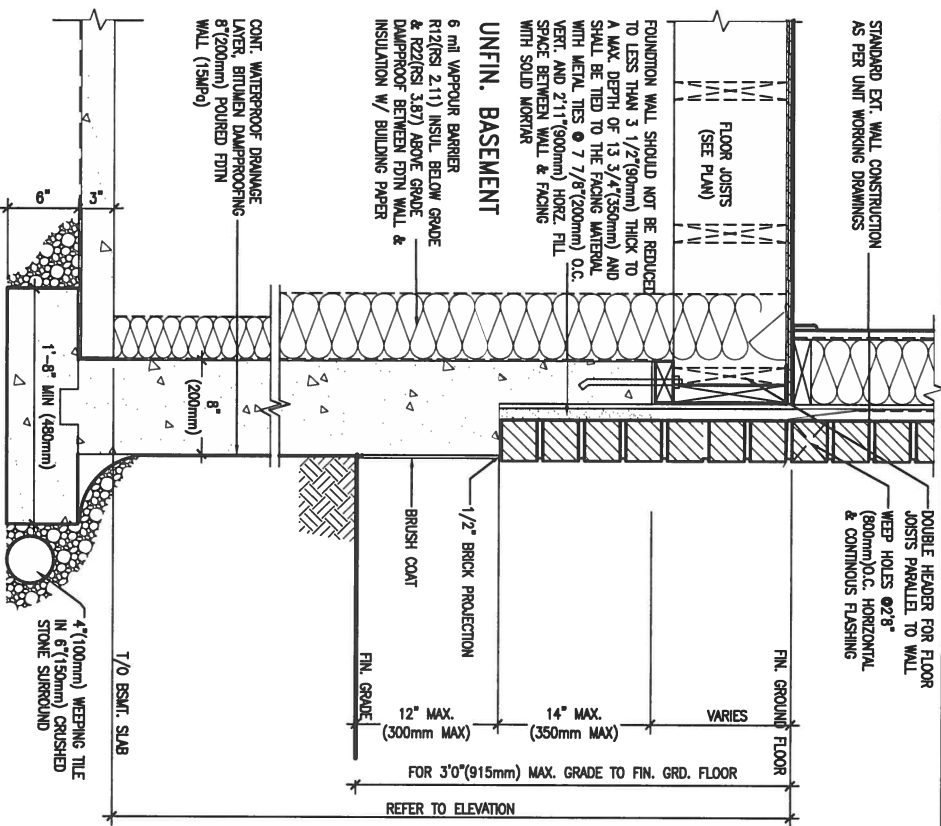 STANDARD EXT. WALL CONSTRUCTION
AS PER UNIT WORKING DRAWINGS
FLOOR JOISTS
(SEE PLAN)
FOUNDTION WALL SHOULD NOT BE REDUCED
TO LESS THAN 3 1/2"(90mm) THICK TO
A MAX. DEPTH OF 13 3/4"(350mm) AND
SHALL BE TIED TO THE FACING MATERIAL
WITH METAL TIES @ 7 7/8"(200mm) O.C.
VERT. AND 2'11"(900mm) HORZ. FILL
SPACE BETWEEN WALL & FACING
WITH SOLID MORTAR
UNFIN. BASEMENT
6 mil VAPPOUR BARRIER
R12(RSI 2.11) INSUL BELOW GRADE
& R22(RSI 3.87) ABOVE GRADE
DAMPPROOF BETWEEN FDTN WALL &
INSULATION W/ BUILDING PAPER
CONT. WATERPROOF DRAINAGE
LAYER, BITUMEN DAMPPROOFING
8"(200mm) POURED FDTN
WALL (15MPa)
3"
6"
1'-8" MIN (480mm)
8"
(200mm)
DOUBLE HEADER FOR FLOOR
JOISTS PARALLEL TO WALL
WEEP HOLES @2'8"
(800mm)O.C. HORIZONTAL
& CONTINOUS FLASHING
1/2" BRICK PROJECTION
BRUSH COAT
FIN. GROUND FLOOR
VARIES
14" MAX.
(350mm MAX)
12" MAX.
(300mm MAX)
FIN. GRADE
FOR 3'0"(915mm) MAX. GRADE TO FIN. GRD. FLOOR
REFER TO ELEVATION
T/O BSMT. SLAB
4"(100mm) WEEPING TILE
IN 6"(150mm) CRUSHED
STONE SURROUND